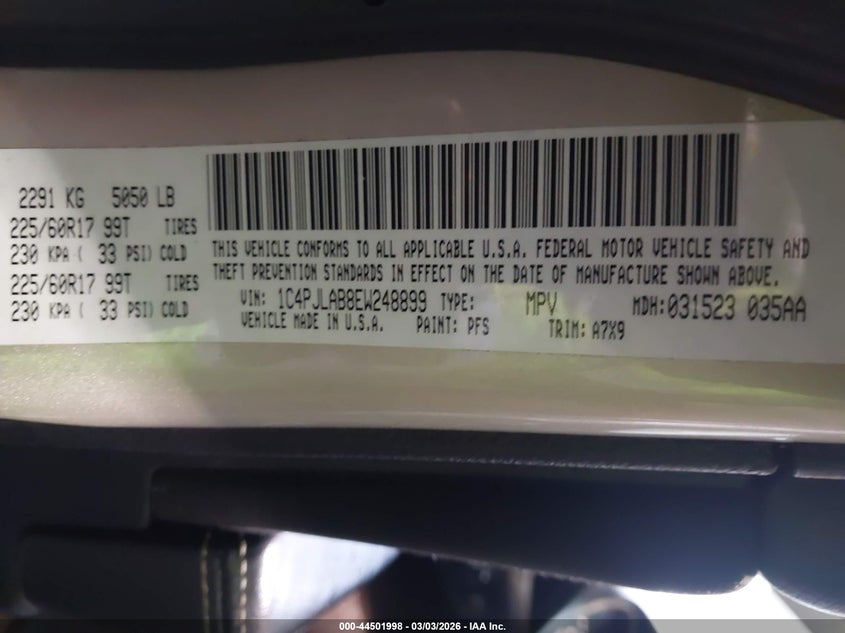 2291 KG 5050 LB
225/60R17 99T TIRES
230 KPA ( 33 PSI) COLD
225/60R17 99T TIRES
230 KPA ( 33 PSI) COLD
THIS VEHICLE CONFORMS TO ALL APPLICABLE U.S.A. FEDERAL MOTOR VEHICLE SAFETY AND
THEFT PREVENTION STANDARDS IN EFFECT ON THE DATE OF MANUFACTURE SHOWN ABOVE.
VIN: 1C4PJLAB8EW248899 TYPE: MPV MDH: 031523 035AA
VEHICLE MADE IN U.S.A. PAINT: PFS TRIM: A7X9
000-44501998 - 03/03/2026 - IAA Inc.